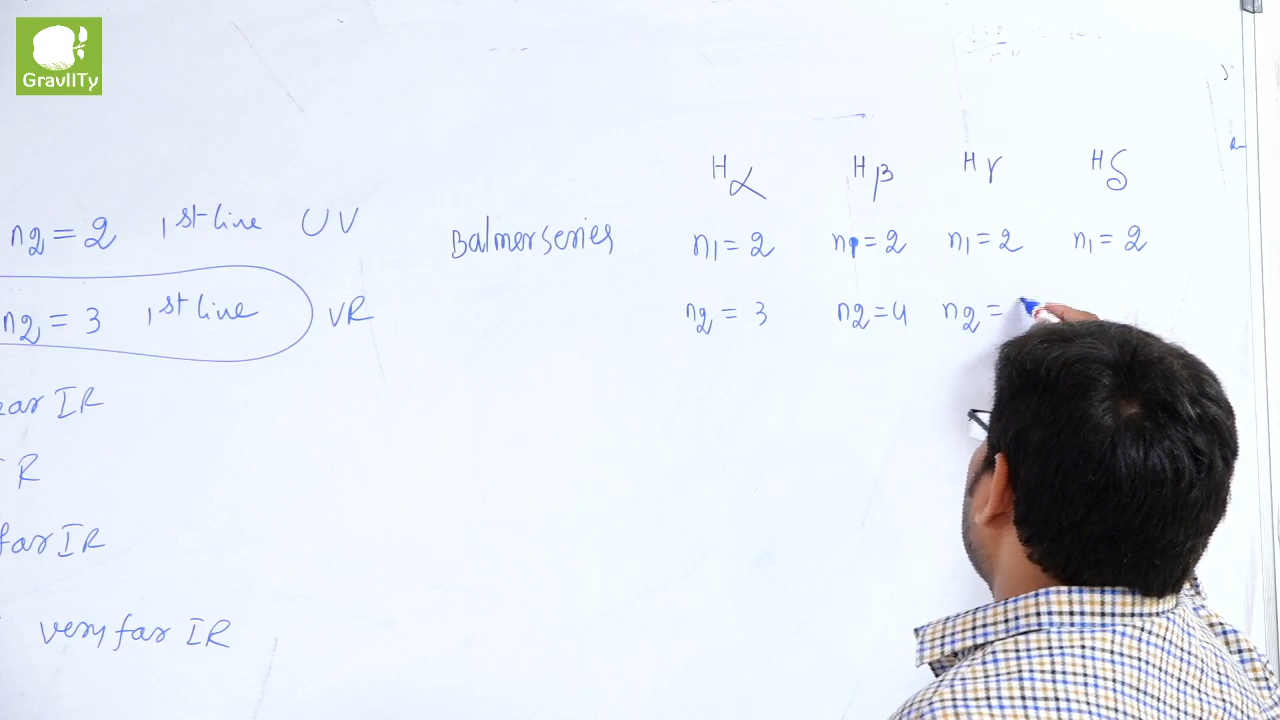 GravIITy
Hα Hβ Hγ Hδ
n2 = 2 1st line UV
Balmer series n1 = 2 n1 = 2 n1 = 2 n1 = 2
n2 = 3 1st line VR
n2 = 3 n2 = 4 n2 =
ear IR
R
far IR
very far IR